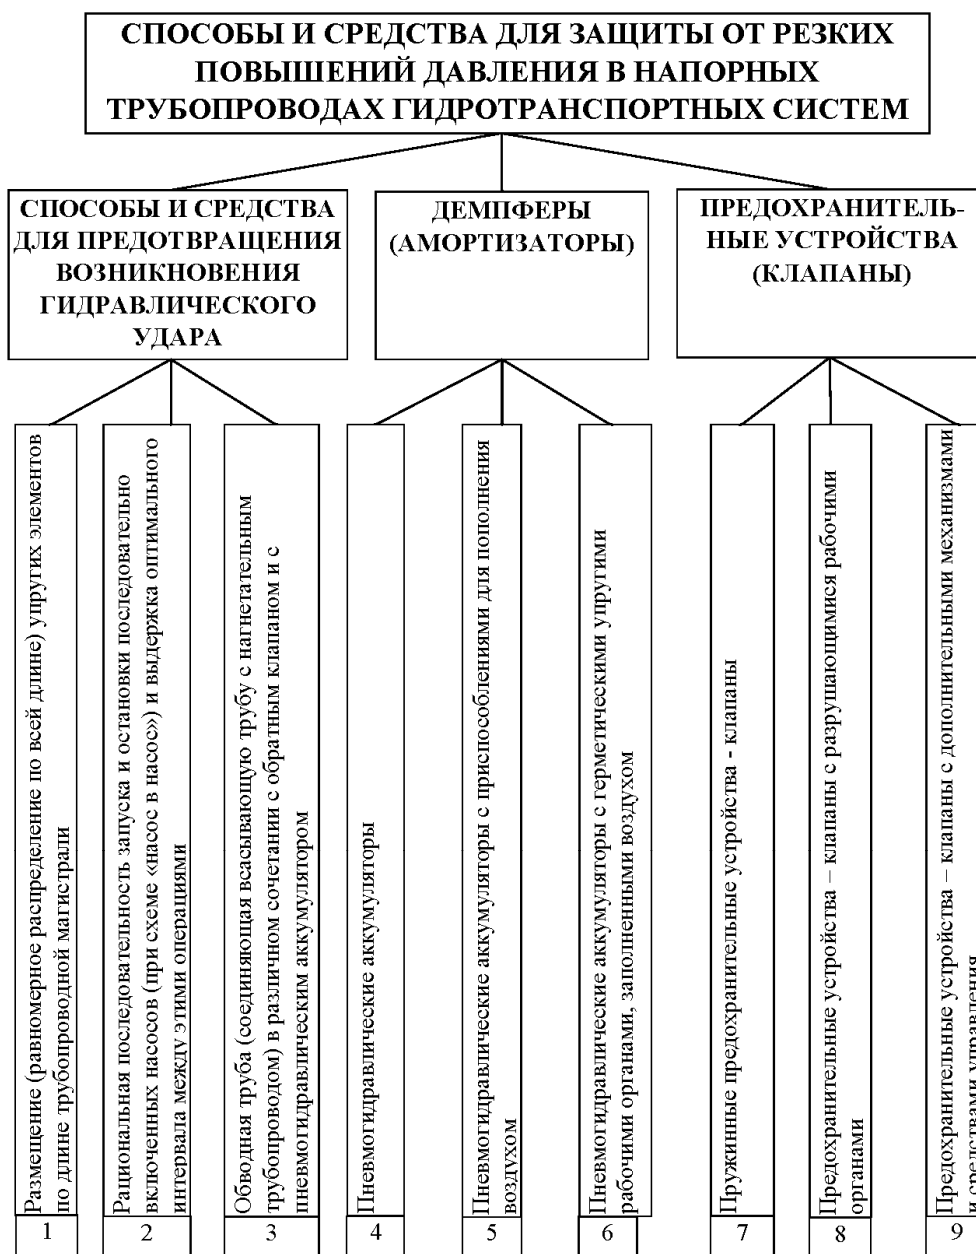 СПОСОБЫ И СРЕДСТВА ДЛЯ ЗАЩИТЫ ОТ РЕЗКИХ
ПОВЫШЕНИЙ ДАВЛЕНИЯ В НАПОРНЫХ
ТРУБОПРОВОДАХ ГИДРОТРАНСПОРТНЫХ СИСТЕМ
СПОСОБЫ И СРЕДСТВА
ДЛЯ ПРЕДОТВРАЩЕНИЯ
ВОЗНИКНОВЕНИЯ
ГИДРАВЛИЧЕСКОГО
УДАРА
ДЕМПФЕРЫ
(АМОРТИЗАТОРЫ)
ПРЕДОХРАНИТЕЛЬ-
НЫЕ УСТРОЙСТВА
(КЛАПАНЫ)
Размещение (равномерное распределение по всей длине) упругих элементов
по длине трубопроводной магистрали
1
Рациональная последовательность запуска и остановки последовательно
включенных насосов (при схеме «насос в насос») и выдержка оптимального
интервала между этими операциями
2
Обводная труба (соединяющая всасывающую трубу с нагнетательным
трубопроводом) в различном сочетании с обратным клапаном и с
пневмогидравлическим аккумулятором
3
Пневмогидравлические аккумуляторы
4
Пневмогидравлические аккумуляторы с приспособлениями для пополнения
воздухом
5
Пневмогидравлические аккумуляторы с герметическими упругими
рабочими органами, заполненными воздухом
6
Пружинные предохранительные устройства - клапаны
7
Предохранительные устройства – клапаны с разрушающимися рабочими
органами
8
Предохранительные устройства – клапаны с дополнительными механизмами
и средствами управления
9